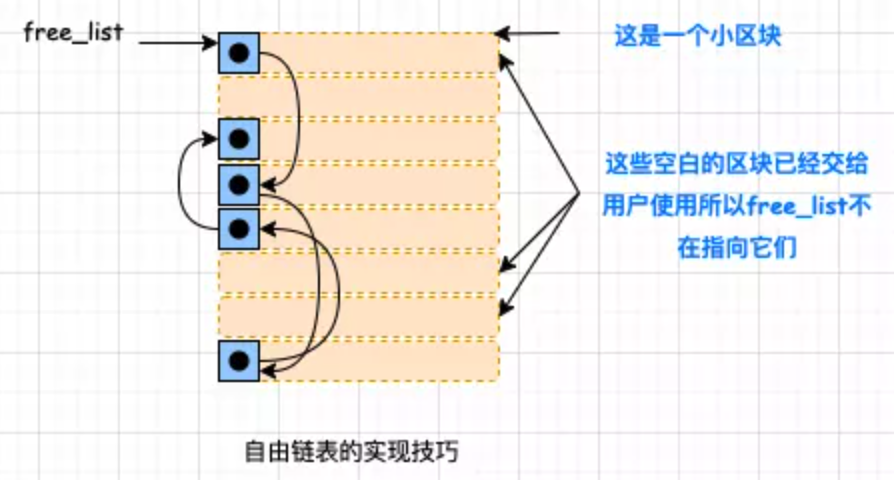 free_list
这是一个小区块
这些空白的区块已经交给
用户使用所以free_list不
在指向它们
自由链表的实现技巧